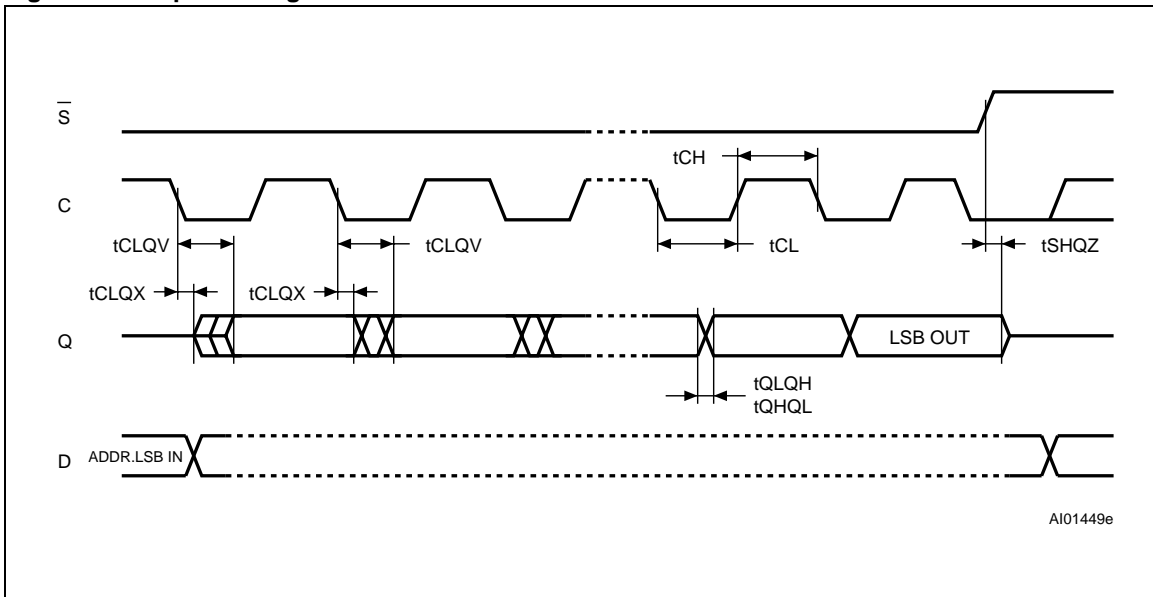 S
tCH
C
tCLQV
tCLQV
tCL
tSHQZ
tCLQX
tCLQX
Q
LSB OUT
tQLQH
tQHQL
D
ADDR.LSB IN
AI01449e